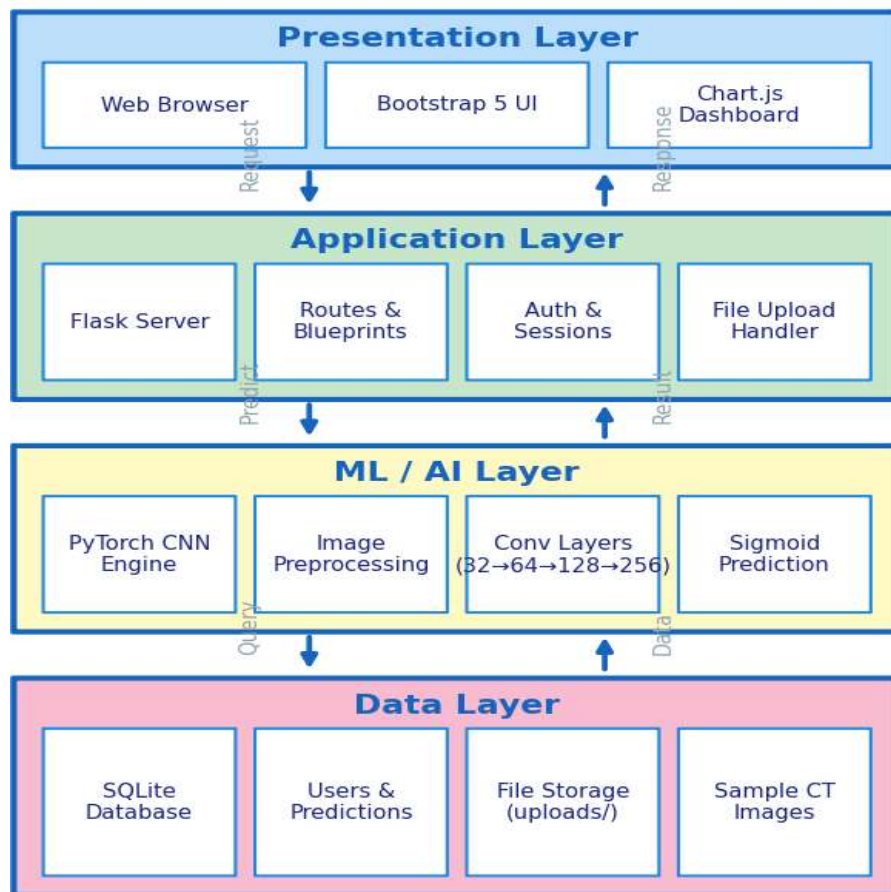 Presentation Layer
Web Browser
Bootstrap 5 UI
Chart.js
Dashboard
Request
Response
Application Layer
Flask Server
Routes &
Blueprints
Auth &
Sessions
File Upload
Handler
Predict
Result
ML / AI Layer
PyTorch CNN
Engine
Image
Preprocessing
Conv Layers
(32→64→128→256)
Sigmoid
Prediction
Query
Data
Data Layer
SQLite
Database
Users &
Predictions
File Storage
(uploads/)
Sample CT
Images